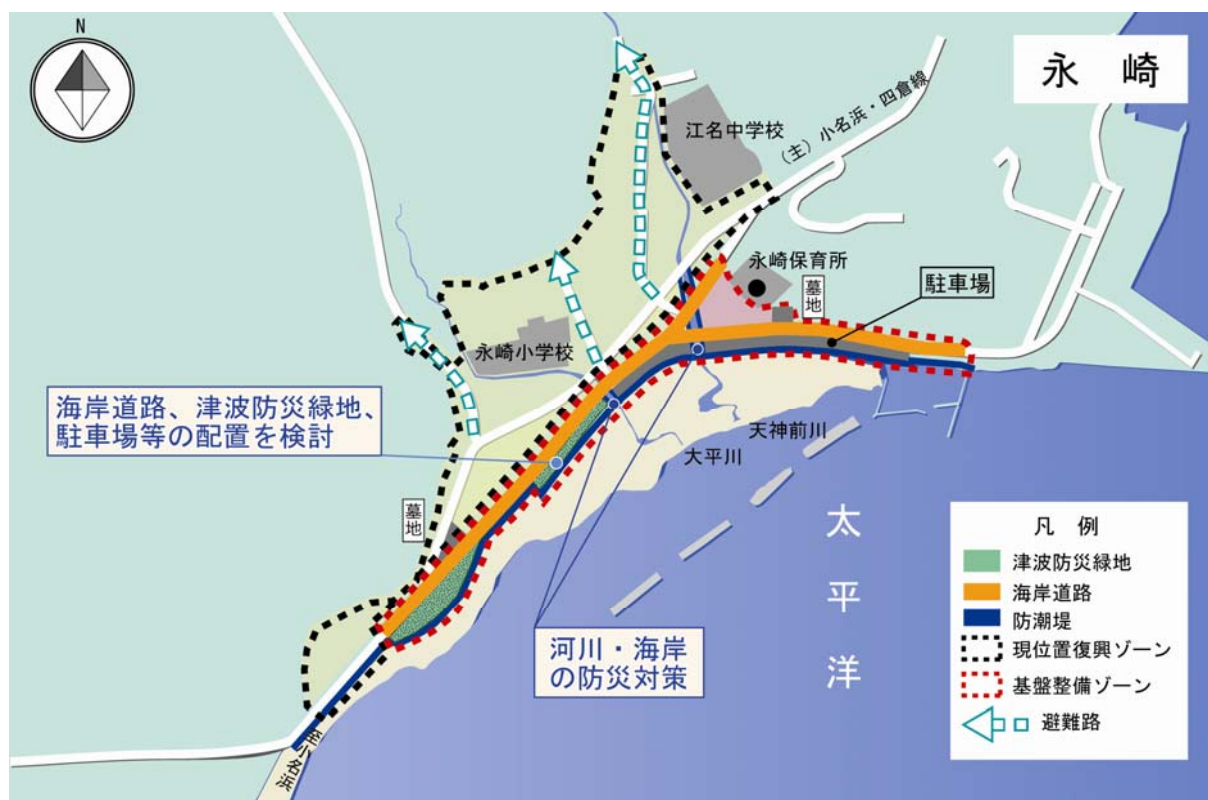 N
永 崎
(主)小名浜・四倉線
江名中学校
永崎保育所
墓地
駐車場
永崎小学校
海岸道路、津波防災緑地、
駐車場等の配置を検討
天神前川
大平川
墓地
太平洋
河川・海岸
の防災対策
至小名浜
凡 例
津波防災緑地
海岸道路
防潮堤
現位置復興ゾーン
基盤整備ゾーン
避難路